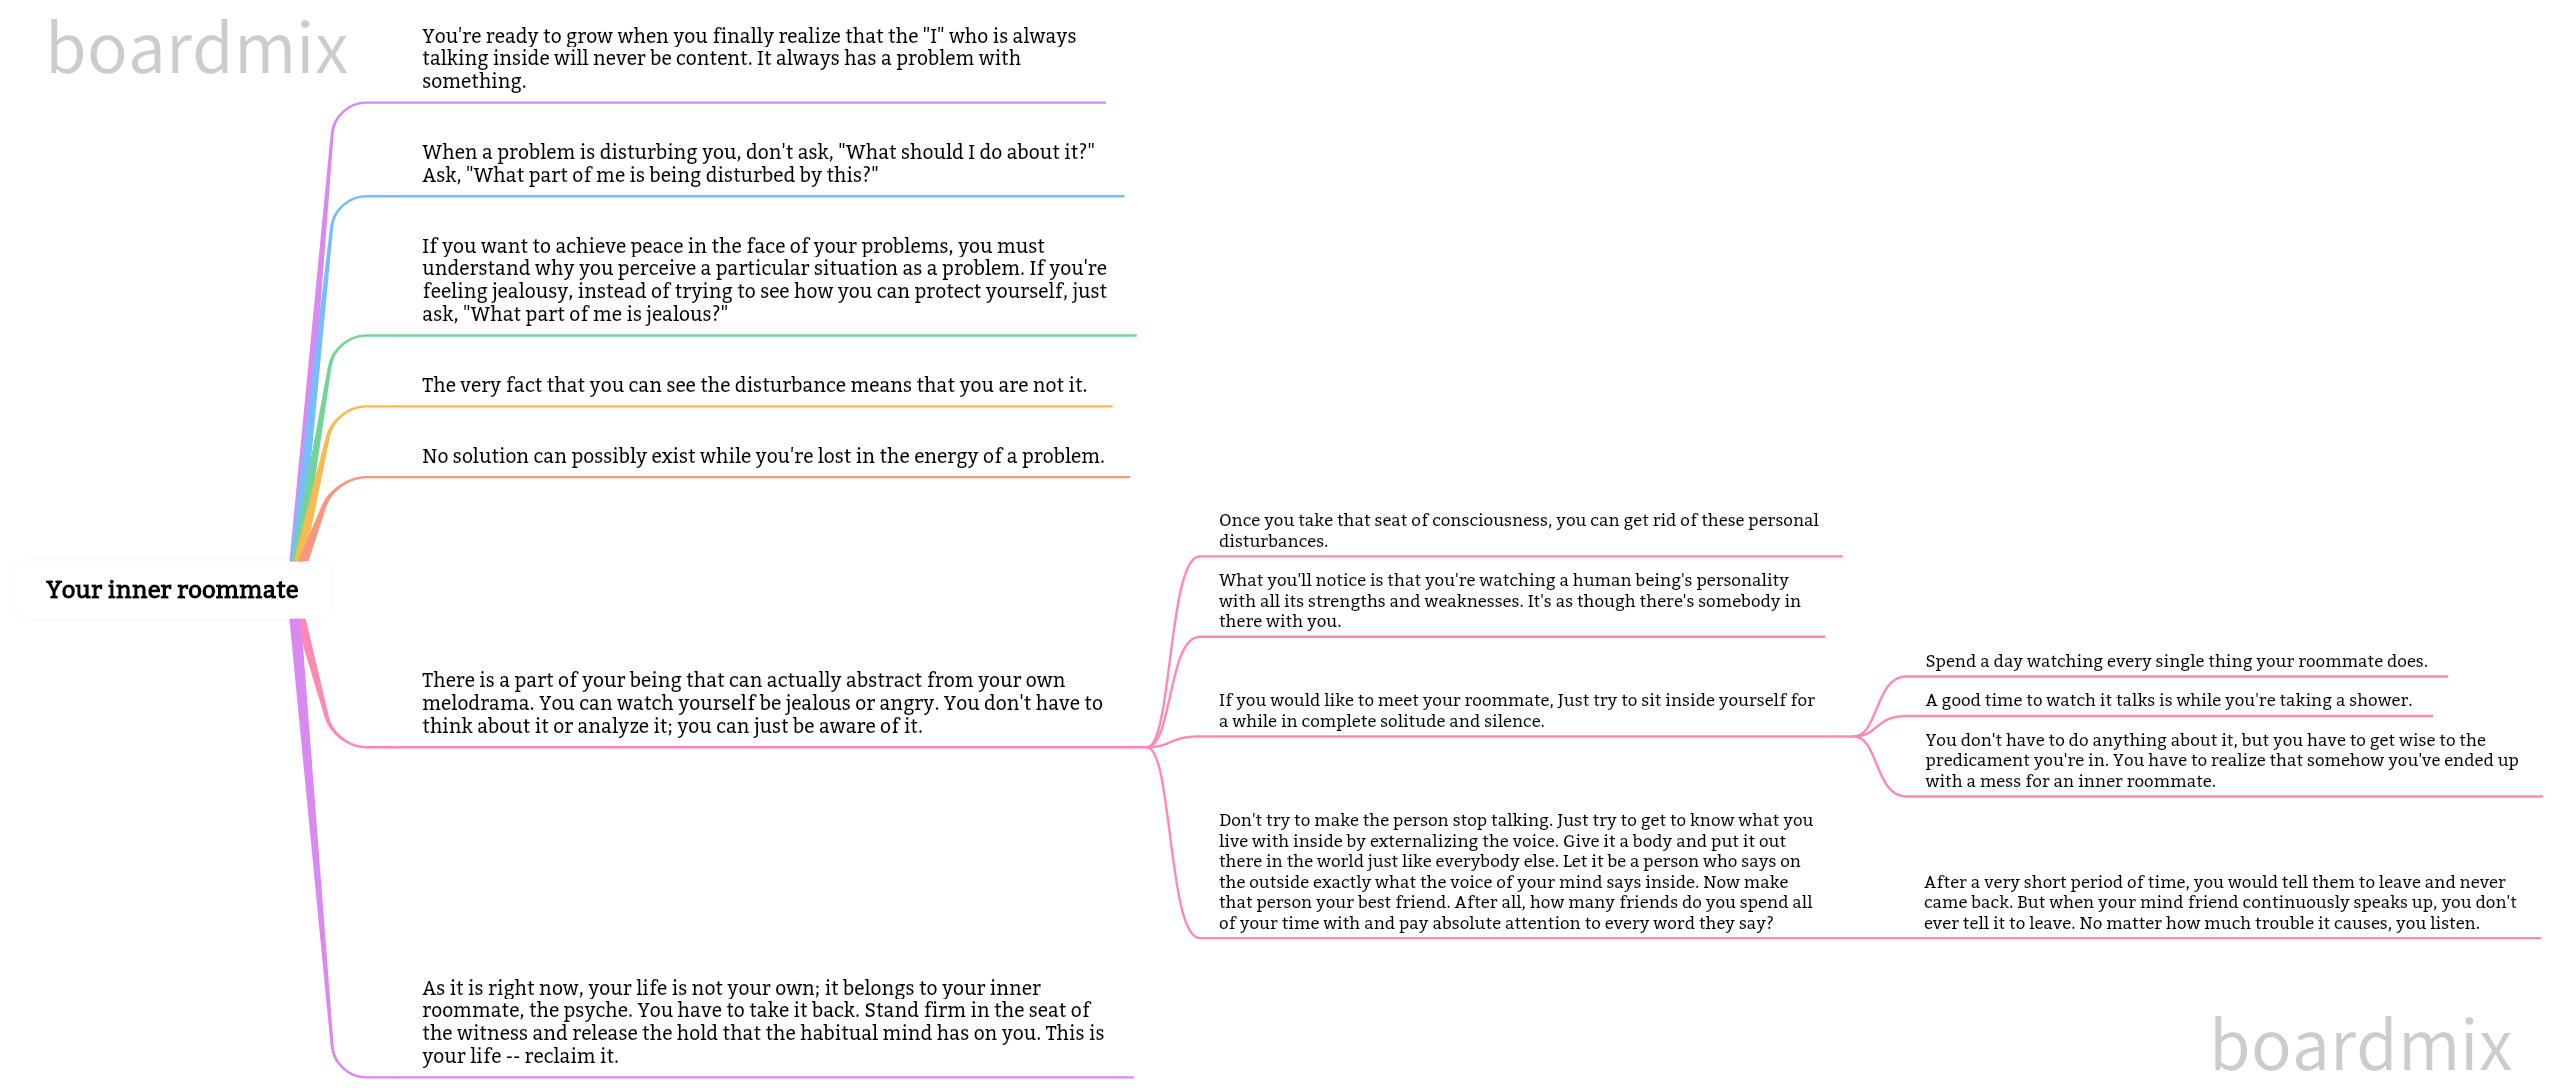 boardmix
You're ready to grow when you finally realize that the "I" who is always
talking inside will never be content. It always has a problem with
something.
When a problem is disturbing you, don't ask, "What should I do about it?"
Ask, "What part of me is being disturbed by this?"
If you want to achieve peace in the face of your problems, you must
understand why you perceive a particular situation as a problem. If you're
feeling jealousy, instead of trying to see how you can protect yourself, just
ask, "What part of me is jealous?"
The very fact that you can see the disturbance means that you are not it.
No solution can possibly exist while you're lost in the energy of a problem.
Your inner roommate
There is a part of your being that can actually abstract from your own
melodrama. You can watch yourself be jealous or angry. You don't have to
think about it or analyze it; you can just be aware of it.
Once you take that seat of consciousness, you can get rid of these personal
disturbances.
What you'll notice is that you're watching a human being's personality
with all its strengths and weaknesses. It's as though there's somebody in
there with you.
If you would like to meet your roommate, Just try to sit inside yourself for
a while in complete solitude and silence.
Spend a day watching every single thing your roommate does.
A good time to watch it talks is while you're taking a shower.
You don't have to do anything about it, but you have to get wise to the
predicament you're in. You have to realize that somehow you've ended up
with a mess for an inner roommate.
Don't try to make the person stop talking. Just try to get to know what you
live with inside by externalizing the voice. Give it a body and put it out
there in the world just like everybody else. Let it be a person who says on
the outside exactly what the voice of your mind says inside. Now make
that person your best friend. After all, how many friends do you spend all
of your time with and pay absolute attention to every word they say?
After a very short period of time, you would tell them to leave and never
came back. But when your mind friend continuously speaks up, you don't
ever tell it to leave. No matter how much trouble it causes, you listen.
As it is right now, your life is not your own; it belongs to your inner
roommate, the psyche. You have to take it back. Stand firm in the seat of
the witness and release the hold that the habitual mind has on you. This is
your life -- reclaim it.
boardmix